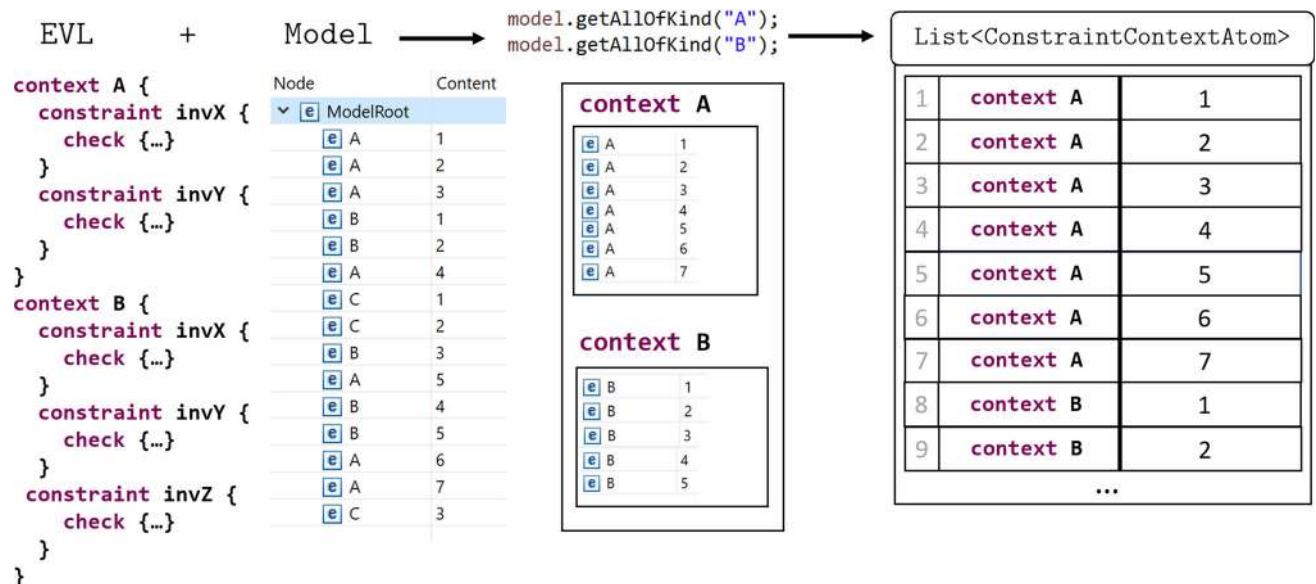 EVL + Model
model.getAllOfKind("A");
model.getAllOfKind("B");
List<ConstraintContextAtom>
context A {
constraint invX {
check {…}
}
constraint invY {
check {…}
}
}
context B {
constraint invX {
check {…}
}
constraint invY {
check {…}
}
constraint invZ {
check {…}
}
}
Node Content
e ModelRoot
e A 1
e A 2
e A 3
e B 1
e B 2
e A 4
e C 1
e C 2
e B 3
e A 5
e B 4
e B 5
e A 6
e A 7
e C 3
context A
e A 1
e A 2
e A 3
e A 4
e A 5
e A 6
e A 7
context B
e B 1
e B 2
e B 3
e B 4
e B 5
1 context A 1
2 context A 2
3 context A 3
4 context A 4
5 context A 5
6 context A 6
7 context A 7
8 context B 1
9 context B 2
...